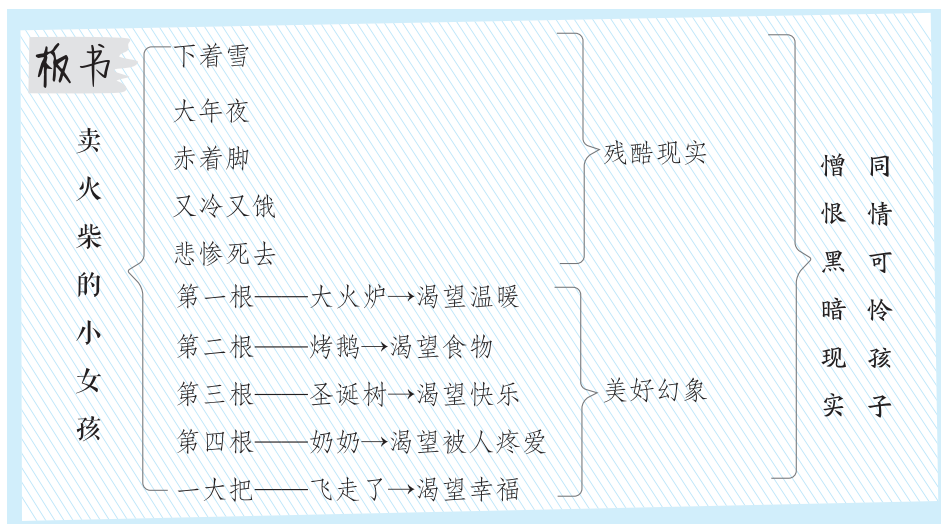 板书
卖火柴的小女孩
下着雪
大年夜
赤着脚
又冷又饿
悲惨死去
残酷现实
第一根——大火炉→渴望温暖
第二根——烤鹅→渴望食物
第三根——圣诞树→渴望快乐
第四根——奶奶→渴望被人疼爱
一大把——飞走了→渴望幸福
美好幻象
同情可怜孩子
憎恨黑暗现实